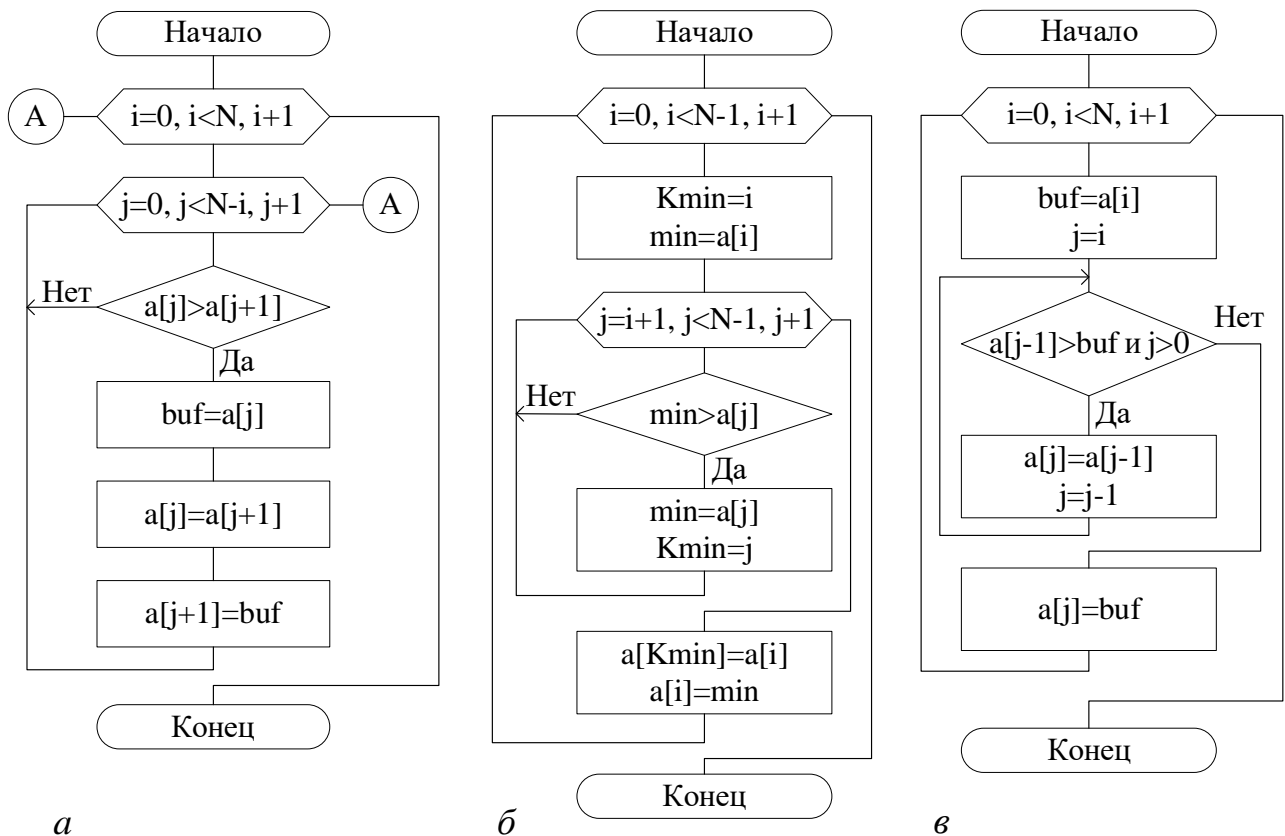 Начало
A
i=0, i<N, i+1
j=0, j<N-i, j+1
A
Нет
a[j]>a[j+1]
Да
buf=a[j]
a[j]=a[j+1]
a[j+1]=buf
Конец
а
Начало
i=0, i<N-1, i+1
Kmin=i
min=a[i]
j=i+1, j<N-1, j+1
Нет
min>a[j]
Да
min=a[j]
Kmin=j
a[Kmin]=a[i]
a[i]=min
Конец
б
Начало
i=0, i<N, i+1
buf=a[i]
j=i
Нет
a[j-1]>buf и j>0
Да
a[j]=a[j-1]
j=j-1
a[j]=buf
Конец
в